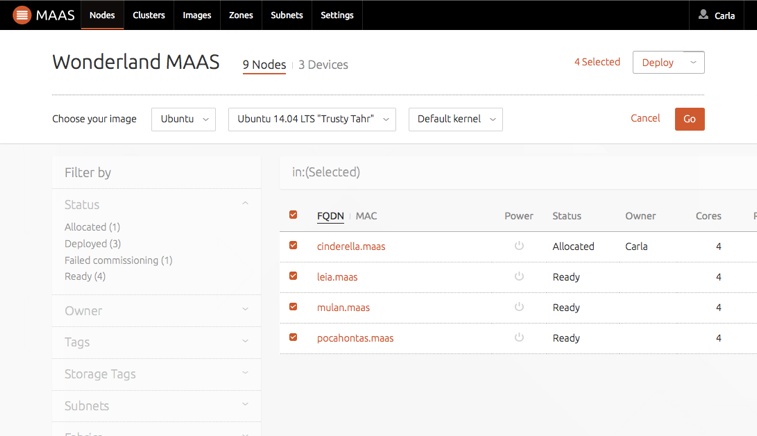 MAAS Nodes Clusters Images Zones Subnets Settings Carla
Wonderland MAAS 9 Nodes 3 Devices 4 Selected Deploy
Choose your image Ubuntu Ubuntu 14.04 LTS "Trusty Tahr" Default kernel Cancel Go
Filter by
Status
Allocated (1)
Deployed (3)
Failed commissioning (1)
Ready (4)
Owner
Tags
Storage Tags
Subnets
in:(Selected)
FQDN MAC Power Status Owner Cores
cinderella.maas Allocated Carla 4
leia.maas Ready 4
mulan.maas Ready 4
pocahontas.maas Ready 4